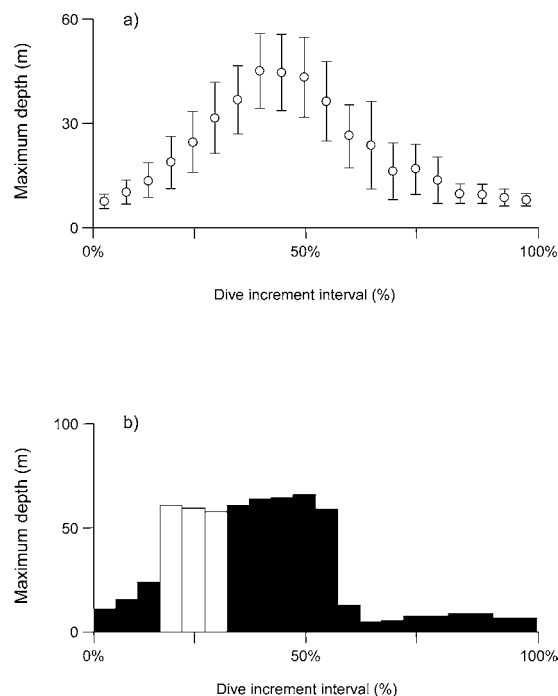 a)
Maximum depth (m)
60
30
0
0%
50%
100%
Dive increment interval (%)
b)
Maximum depth (m)
100
50
0
0%
50%
100%
Dive increment interval (%)